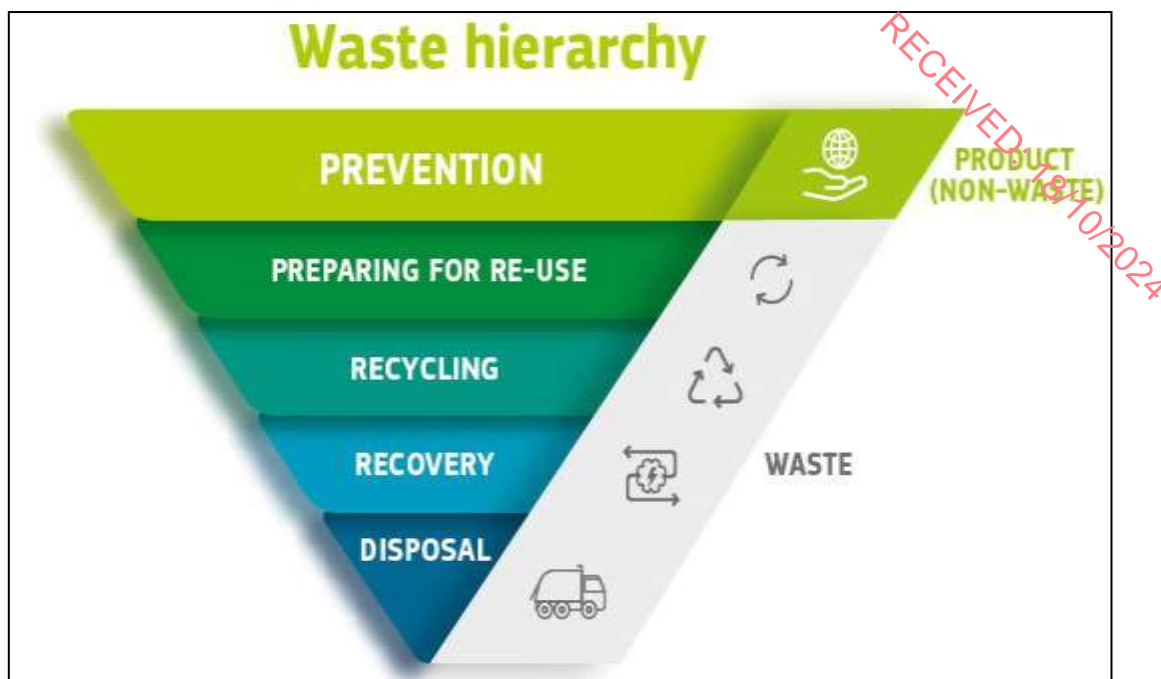 Waste hierarchy
RECEIVED: 18/10/2024
PREVENTION
PRODUCT
(NON-WASTE)
PREPARING FOR RE-USE
RECYCLING
RECOVERY
WASTE
DISPOSAL